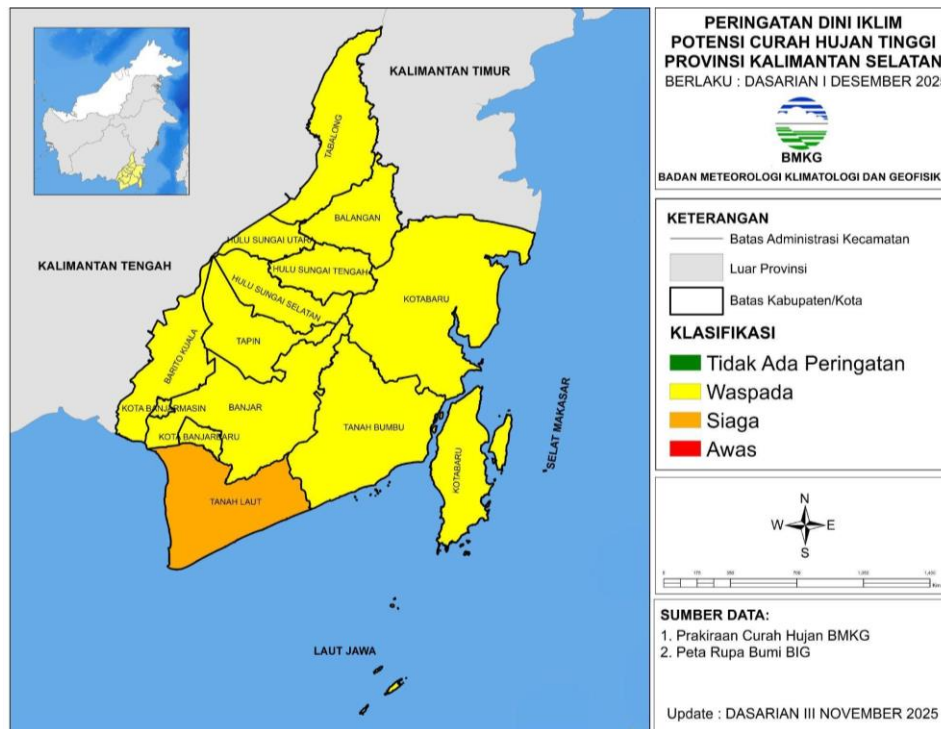 KALIMANTAN TIMUR
TABALONG
BALANGAN
HULU SUNGAI UTARA
KALIMANTAN TENGAH
HULU SUNGAI TENGAH
HULU SUNGAI SELATAN
KOTABARU
TAPIN
BARITO KUALA
KOTA BANJARMASIN
BANJAR
TANAH BUMBU
KOTA BANJARBARU
KOTABARU
SELAT MAKASAR
TANAH LAUT
LAUT JAWA
PERINGATAN DINI IKLIM
POTENSI CURAH HUJAN TINGGI
PROVINSI KALIMANTAN SELATAN
BERLAKU : DASARIAN I DESEMBER 2025
BMKG
BADAN METEOROLOGI KLIMATOLOGI DAN GEOFISIK
KETERANGAN
Batas Administrasi Kecamatan
Luar Provinsi
Batas Kabupaten/Kota
KLASIFIKASI
Tidak Ada Peringatan
Waspada
Siaga
Awas
N
W E
S
SUMBER DATA:
1. Prakiraan Curah Hujan BMKG
2. Peta Rupa Bumi BIG
Update : DASARIAN III NOVEMBER 2025